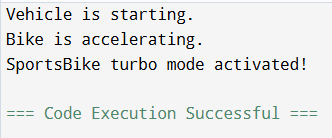 Vehicle is starting.
Bike is accelerating.
SportsBike turbo mode activated!
=== Code Execution Successful ===